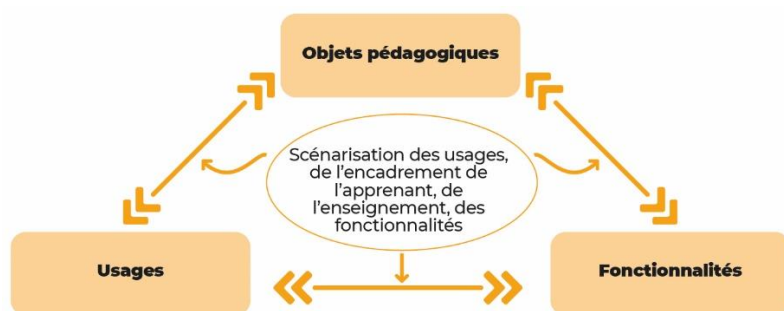 Objets pédagogiques
Scénarisation des usages,
de l'encadrement de
l'apprenant, de
l'enseignement, des
fonctionnalités
Usages
Fonctionnalités